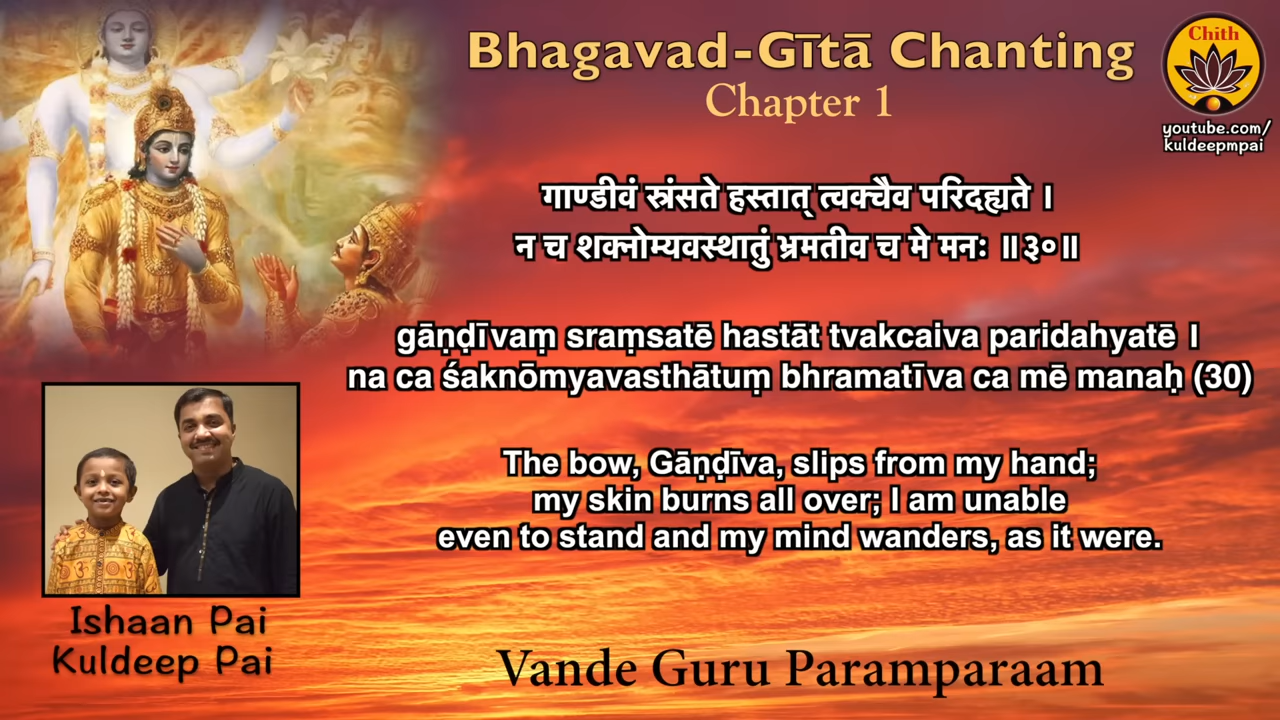 Bhagavad-Gītā Chanting
Chapter 1
Chith
youtube.com/
kuldeepmpai
गाण्डीवं स्रंसते हस्तात् त्वक्चैव परिदह्यते ।
न च शक्नोम्यवस्थातुं भ्रमतीव च मे मनः ॥३०॥
gāṇḍīvaṃ sraṃsatē hastāt tvakcaiva paridahyatē ।
na ca śaknōmyavasthātuṃ bhramatīva ca mē manaḥ (30)
The bow, Gāṇḍīva, slips from my hand;
my skin burns all over; I am unable
even to stand and my mind wanders, as it were.
Ishaan Pai
Kuldeep Pai
Vande Guru Paramparaam